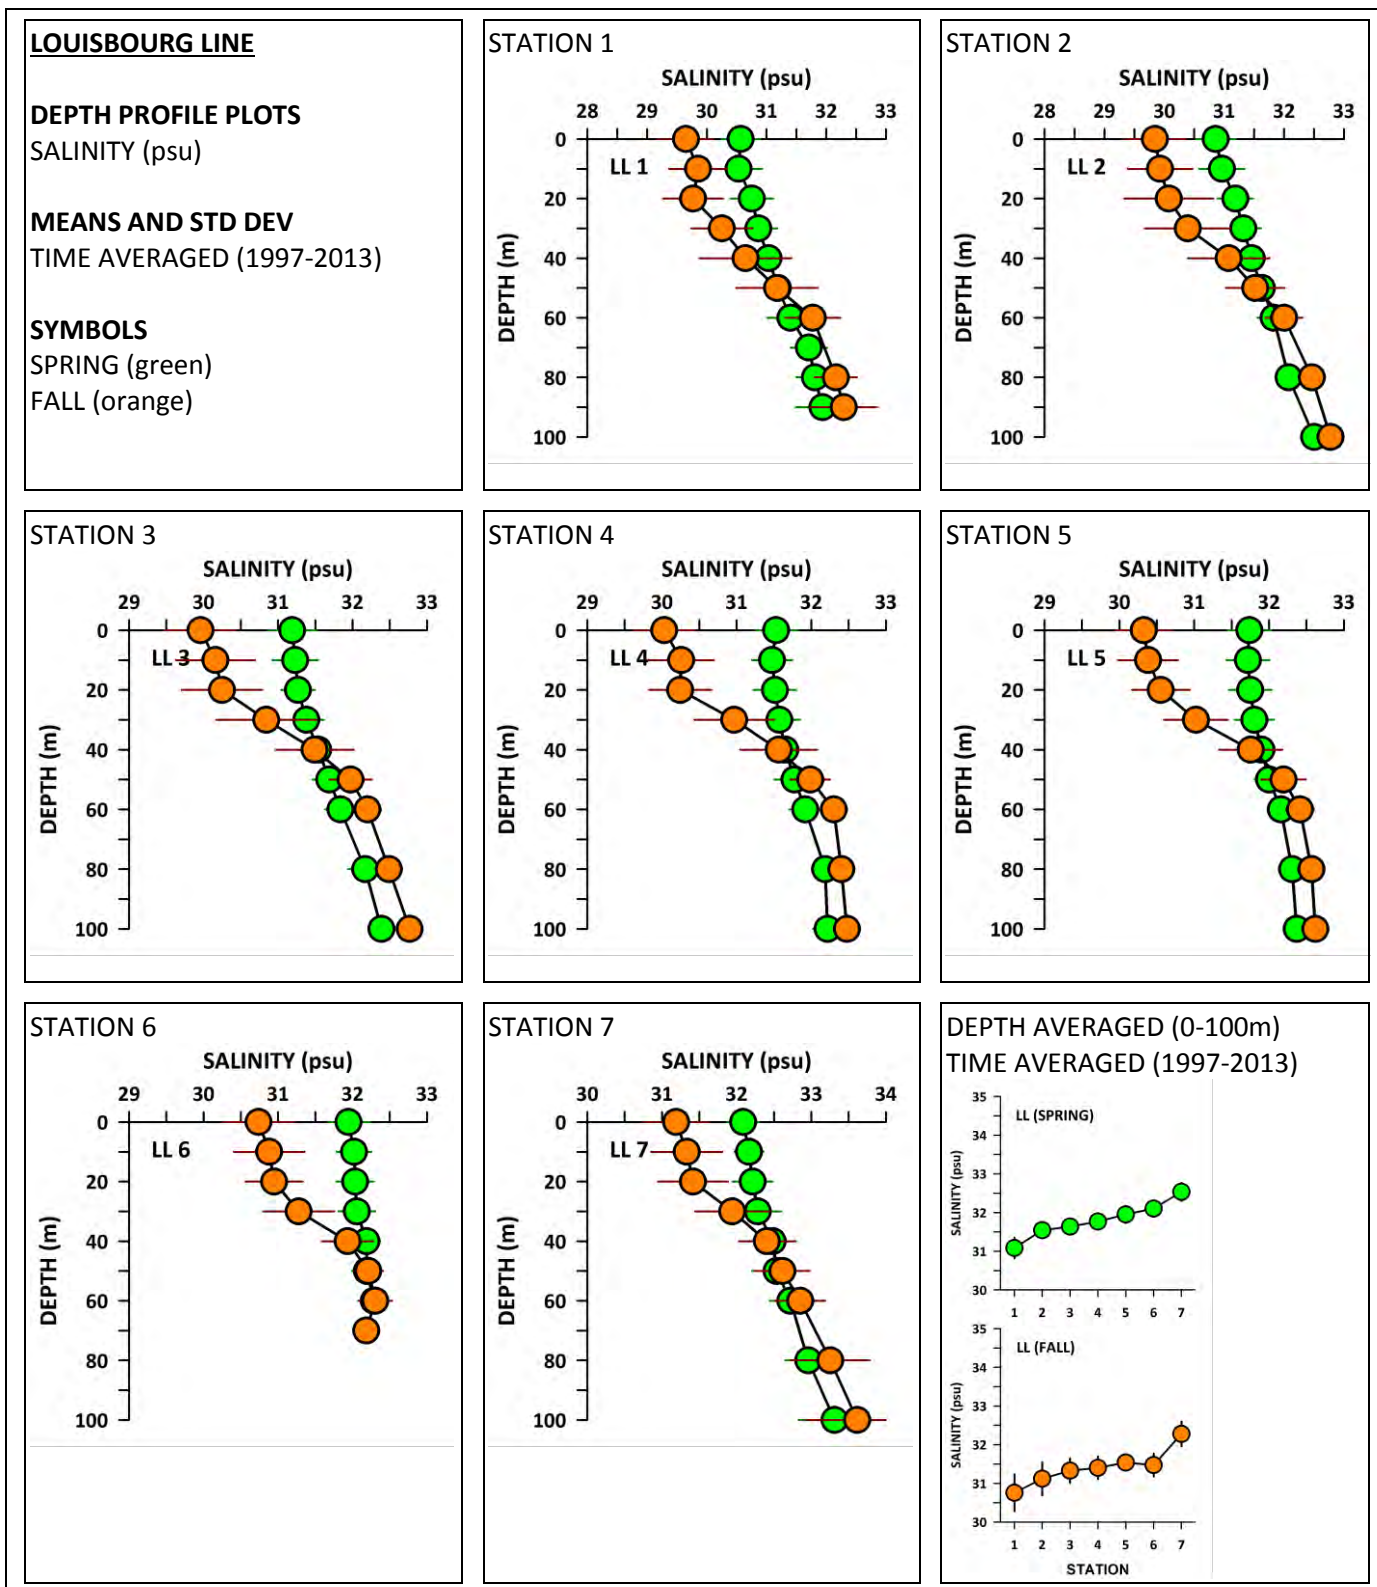 LOUISBOURG LINE
DEPTH PROFILE PLOTS
SALINITY (psu)
MEANS AND STD DEV
TIME AVERAGED (1997-2013)
SYMBOLS
SPRING (green)
FALL (orange)
STATION 1
SALINITY (psu)
28 29 30 31 32 33
0
20
40
60
80
100
DEPTH (m)
LL 1
STATION 2
SALINITY (psu)
28 29 30 31 32 33
0
20
40
60
80
100
DEPTH (m)
LL 2
STATION 3
SALINITY (psu)
29 30 31 32 33
0
20
40
60
80
100
DEPTH (m)
LL 3
STATION 4
SALINITY (psu)
29 30 31 32 33
0
20
40
60
80
100
DEPTH (m)
LL 4
STATION 5
SALINITY (psu)
29 30 31 32 33
0
20
40
60
80
100
DEPTH (m)
LL 5
STATION 6
SALINITY (psu)
29 30 31 32 33
0
20
40
60
80
100
DEPTH (m)
LL 6
STATION 7
SALINITY (psu)
30 31 32 33 34
0
20
40
60
80
100
DEPTH (m)
LL 7
DEPTH AVERAGED (0-100m)
TIME AVERAGED (1997-2013)
35
34
33
32
31
30
SALINITY (psu)
LL (SPRING)
1 2 3 4 5 6 7
35
34
33
32
31
30
SALINITY (psu)
LL (FALL)
1 2 3 4 5 6 7
STATION